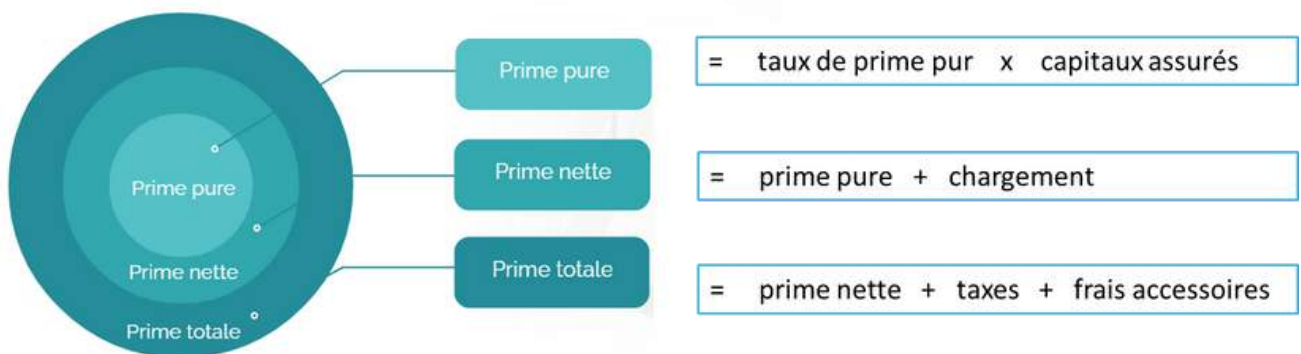 Prime pure
Prime nette
Prime totale
Prime pure
= taux de prime pur x capitaux assurés
Prime nette
= prime pure + chargement
Prime totale
= prime nette + taxes + frais accessoires